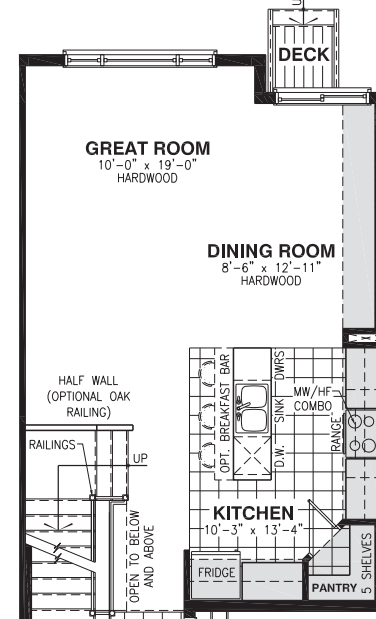 U
DECK
GREAT ROOM
10'-0" x 19'-0"
HARDWOOD
DINING ROOM
8'-6" x 12'-11"
HARDWOOD
HALF WALL
(OPTIONAL OAK
RAILING)
RAILINGS
UP
OPEN TO BELOW
AND ABOVE
OPT. BREAKFAST BAR
D.W.
SINK
DWRS
MW/HF
COMBO
RANGE
KITCHEN
10'-3" x 13'-4"
FRIDGE
PANTRY
5 SHELVES